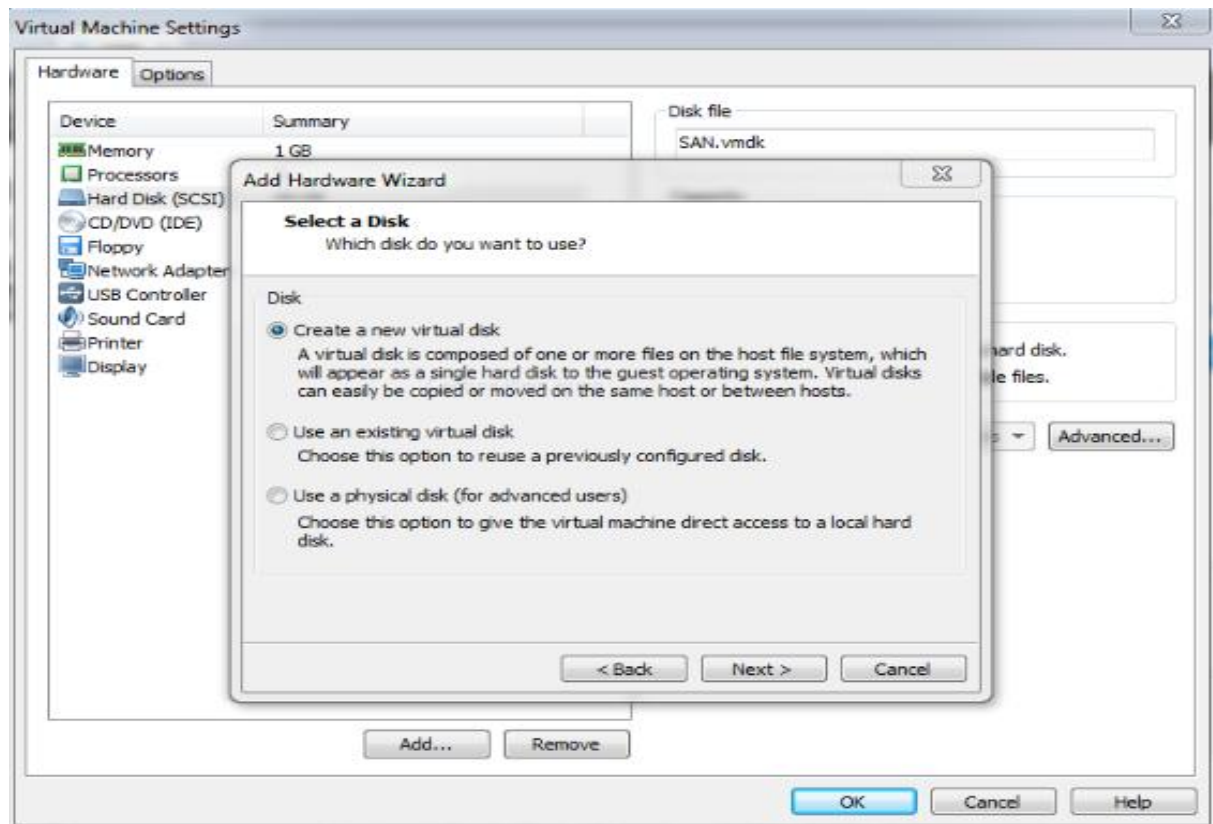 Virtual Machine Settings
Hardware Options
Device Summary
Memory 1 GB
Processors
Hard Disk (SCSI)
CD/DVD (IDE)
Floppy
Network Adapter
USB Controller
Sound Card
Printer
Display
Disk file
SAN.vmdk
hard disk.
le files.
Advanced...
Add Hardware Wizard
Select a Disk
Which disk do you want to use?
Disk
Create a new virtual disk
A virtual disk is composed of one or more files on the host file system, which
will appear as a single hard disk to the guest operating system. Virtual disks
can easily be copied or moved on the same host or between hosts.
Use an existing virtual disk
Choose this option to reuse a previously configured disk.
Use a physical disk (for advanced users)
Choose this option to give the virtual machine direct access to a local hard
disk.
< Back Next > Cancel
Add... Remove
OK Cancel Help